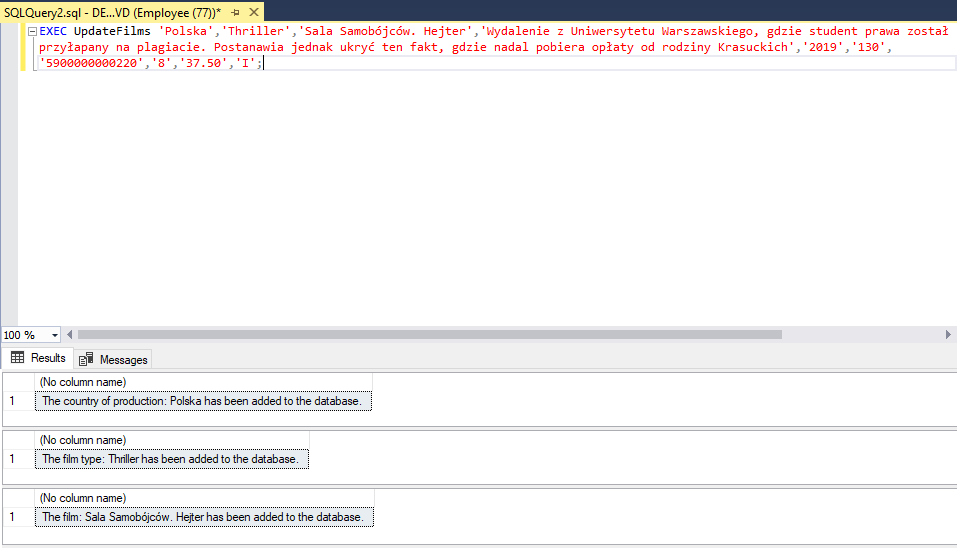 SQLQuery2.sql - DE...VD (Employee (77))*
EXEC UpdateFilms 'Polska','Thriller','Sala Samobójców. Hejter','Wydalenie z Uniwersytetu Warszawskiego, gdzie student prawa został
przyłapany na plagiacie. Postanawia jednak ukryć ten fakt, gdzie nadal pobiera opłaty od rodziny Krasuckich','2019','130',
'5900000000220','8','37.50','I';
100 %
Results Messages
(No column name)
1 The country of production: Polska has been added to the database.
(No column name)
1 The film type: Thriller has been added to the database.
(No column name)
1 The film: Sala Samobójców. Hejter has been added to the database.